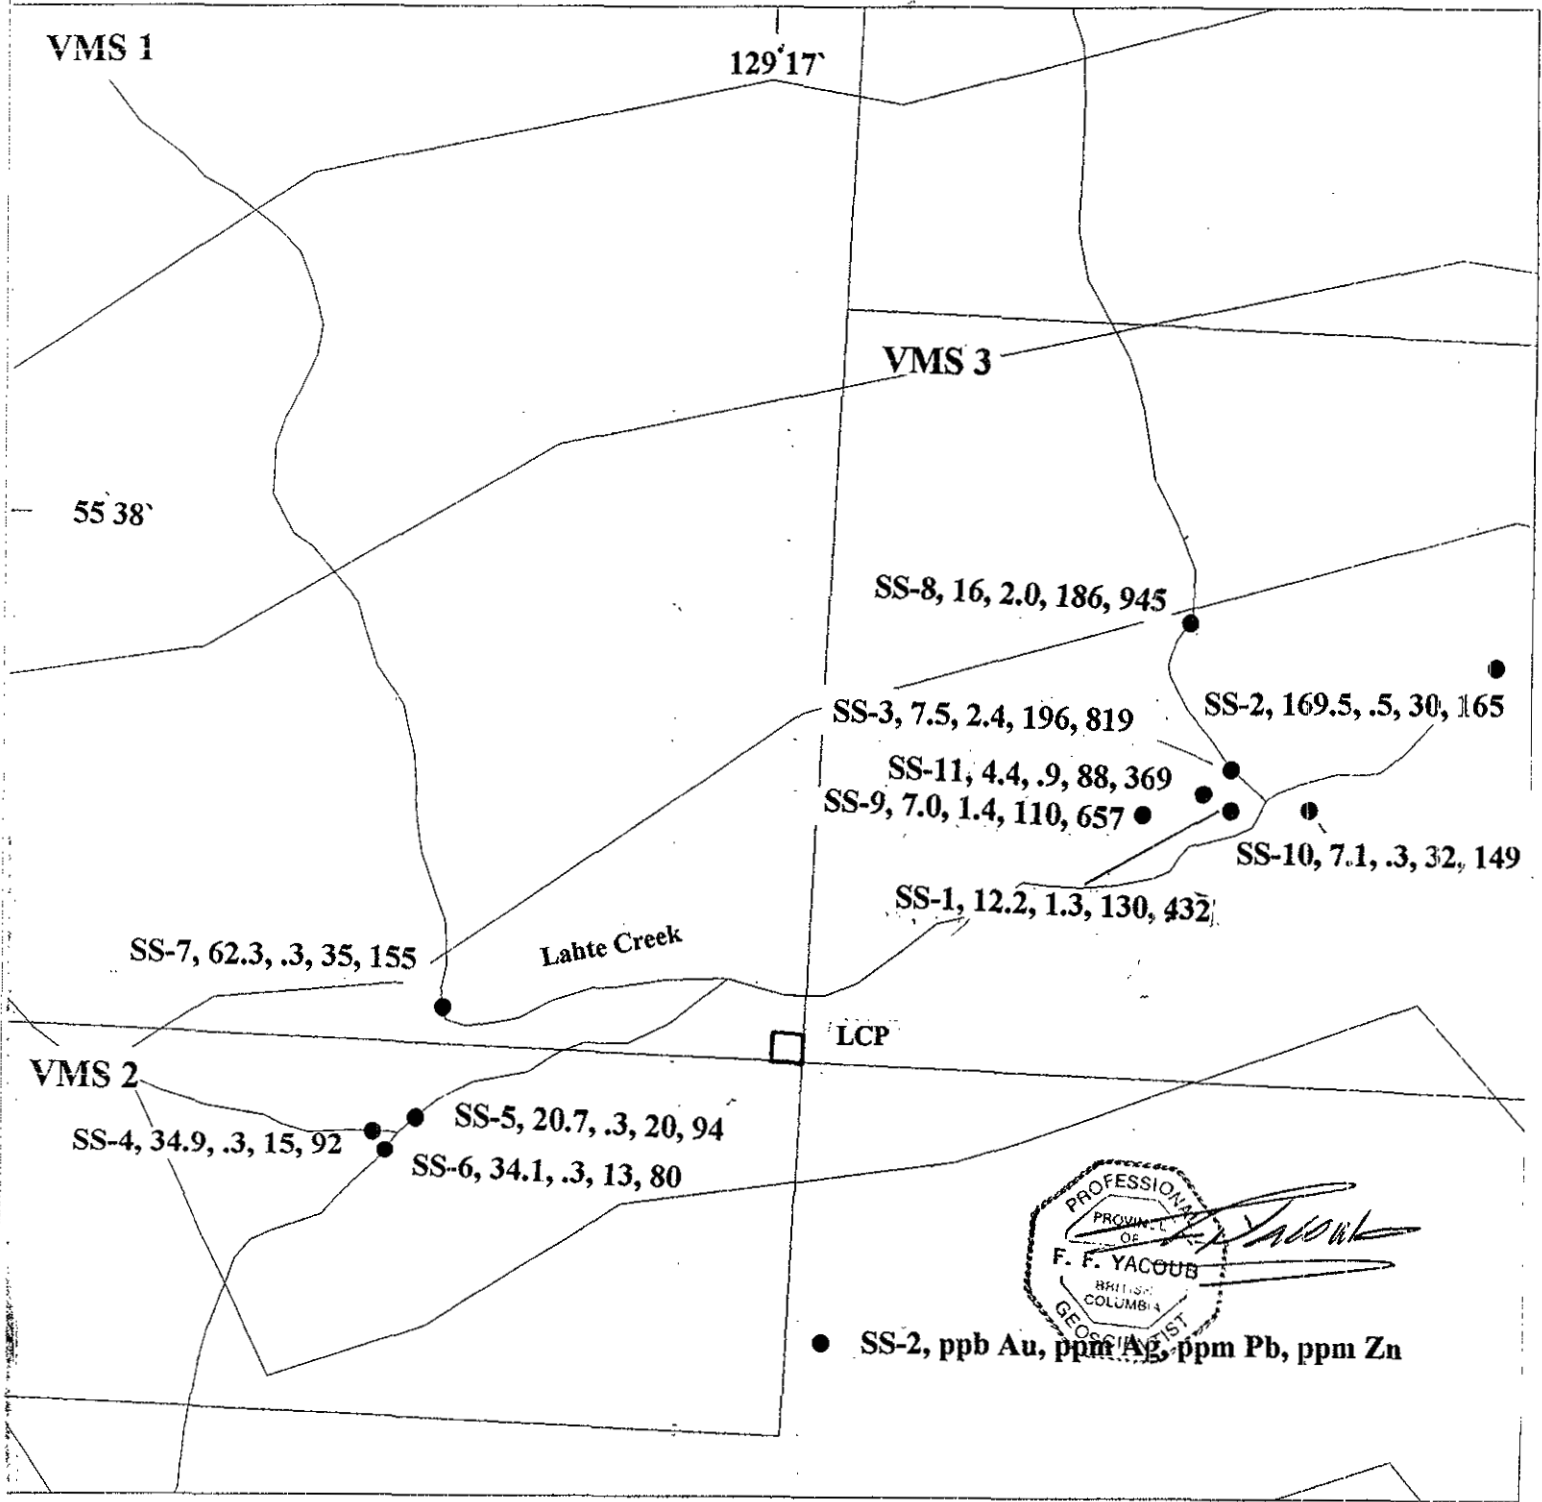 VMS 1
129°17`
VMS 3
55 38`
SS-8, 16, 2.0, 186, 945
SS-2, 169.5, .5, 30, 165
SS-3, 7.5, 2.4, 196, 819
SS-11, 4.4, .9, 88, 369
SS-9, 7.0, 1.4, 110, 657
SS-10, 7.1, .3, 32, 149
SS-1, 12.2, 1.3, 130, 432
Lahte Creek
SS-7, 62.3, .3, 35, 155
LCP
VMS 2
SS-5, 20.7, .3, 20, 94
SS-4, 34.9, .3, 15, 92
SS-6, 34.1, .3, 13, 80
PROFESSIONAL
PROVINCE
OF
F. F. YACOUB
BRITISH
COLUMBIA
GEOSCIENTIST
Yacoub
SS-2, ppb Au, ppm Ag, ppm Pb, ppm Zn